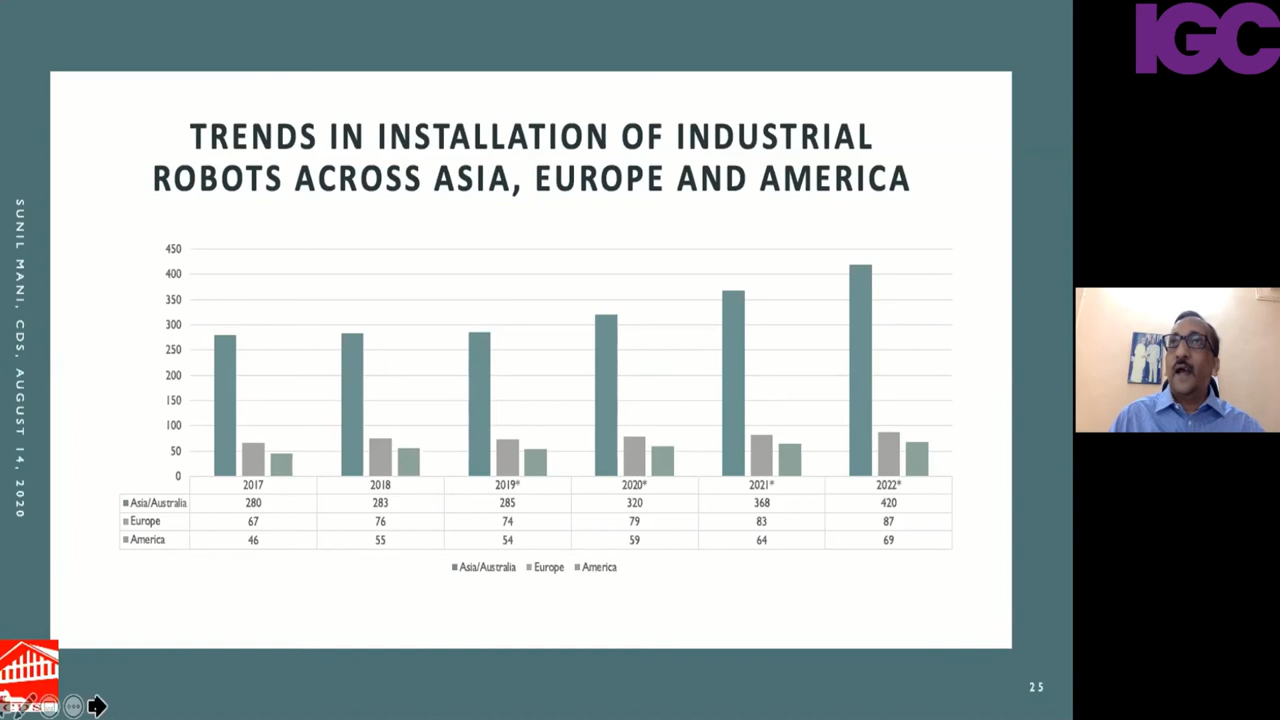 IGC
TRENDS IN INSTALLATION OF INDUSTRIAL
ROBOTS ACROSS ASIA, EUROPE AND AMERICA
SUNIL MANI, CDS, AUGUST 14, 2020
450
400
350
300
250
200
150
100
50
0
2017 2018 2019* 2020* 2021* 2022*
Asia/Australia 280 283 285 320 368 420
Europe 67 76 74 79 83 87
America 46 55 54 59 64 69
Asia/Australia Europe America
25